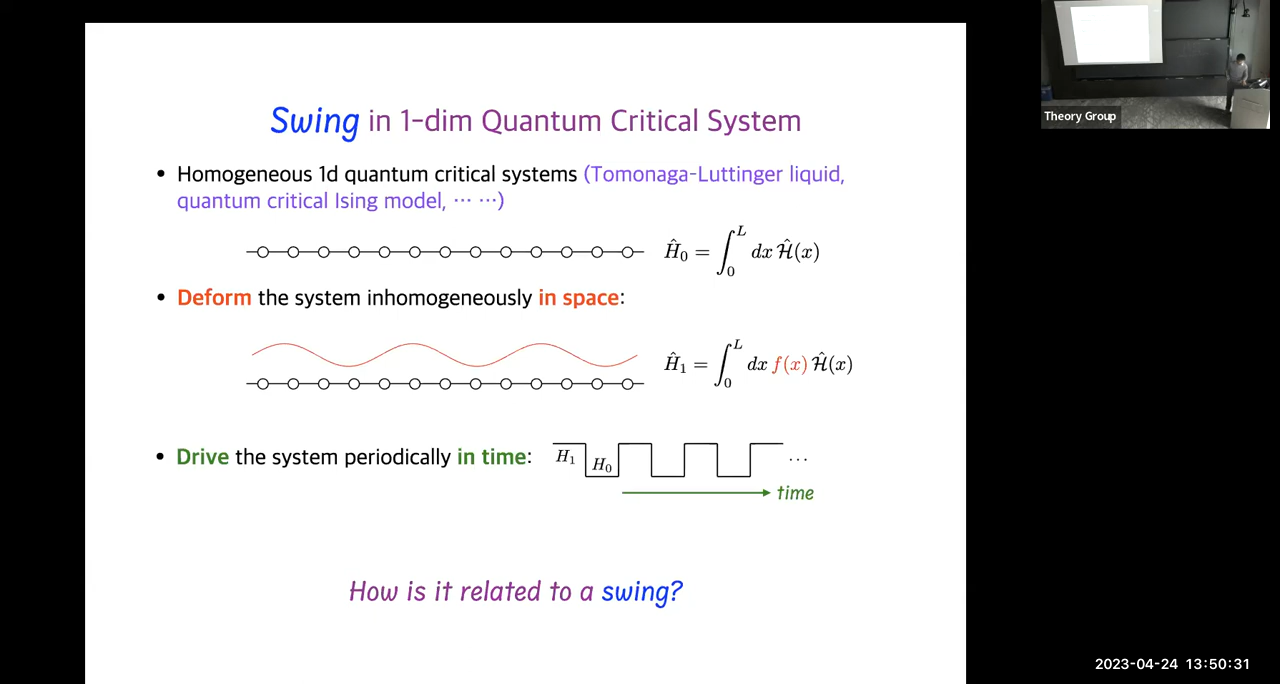 Swing in 1-dim Quantum Critical System
• Homogeneous 1d quantum critical systems (Tomonaga-Luttinger liquid,
quantum critical Ising model, ··· ···)
Ĥ₀ = ∫₀ᴸ dx Ĥ(x)
• Deform the system inhomogeneously in space:
Ĥ₁ = ∫₀ᴸ dx f(x) Ĥ(x)
• Drive the system periodically in time: H₁ H₀ ...
time
How is it related to a swing?
Theory Group
2023-04-24 13:50:31